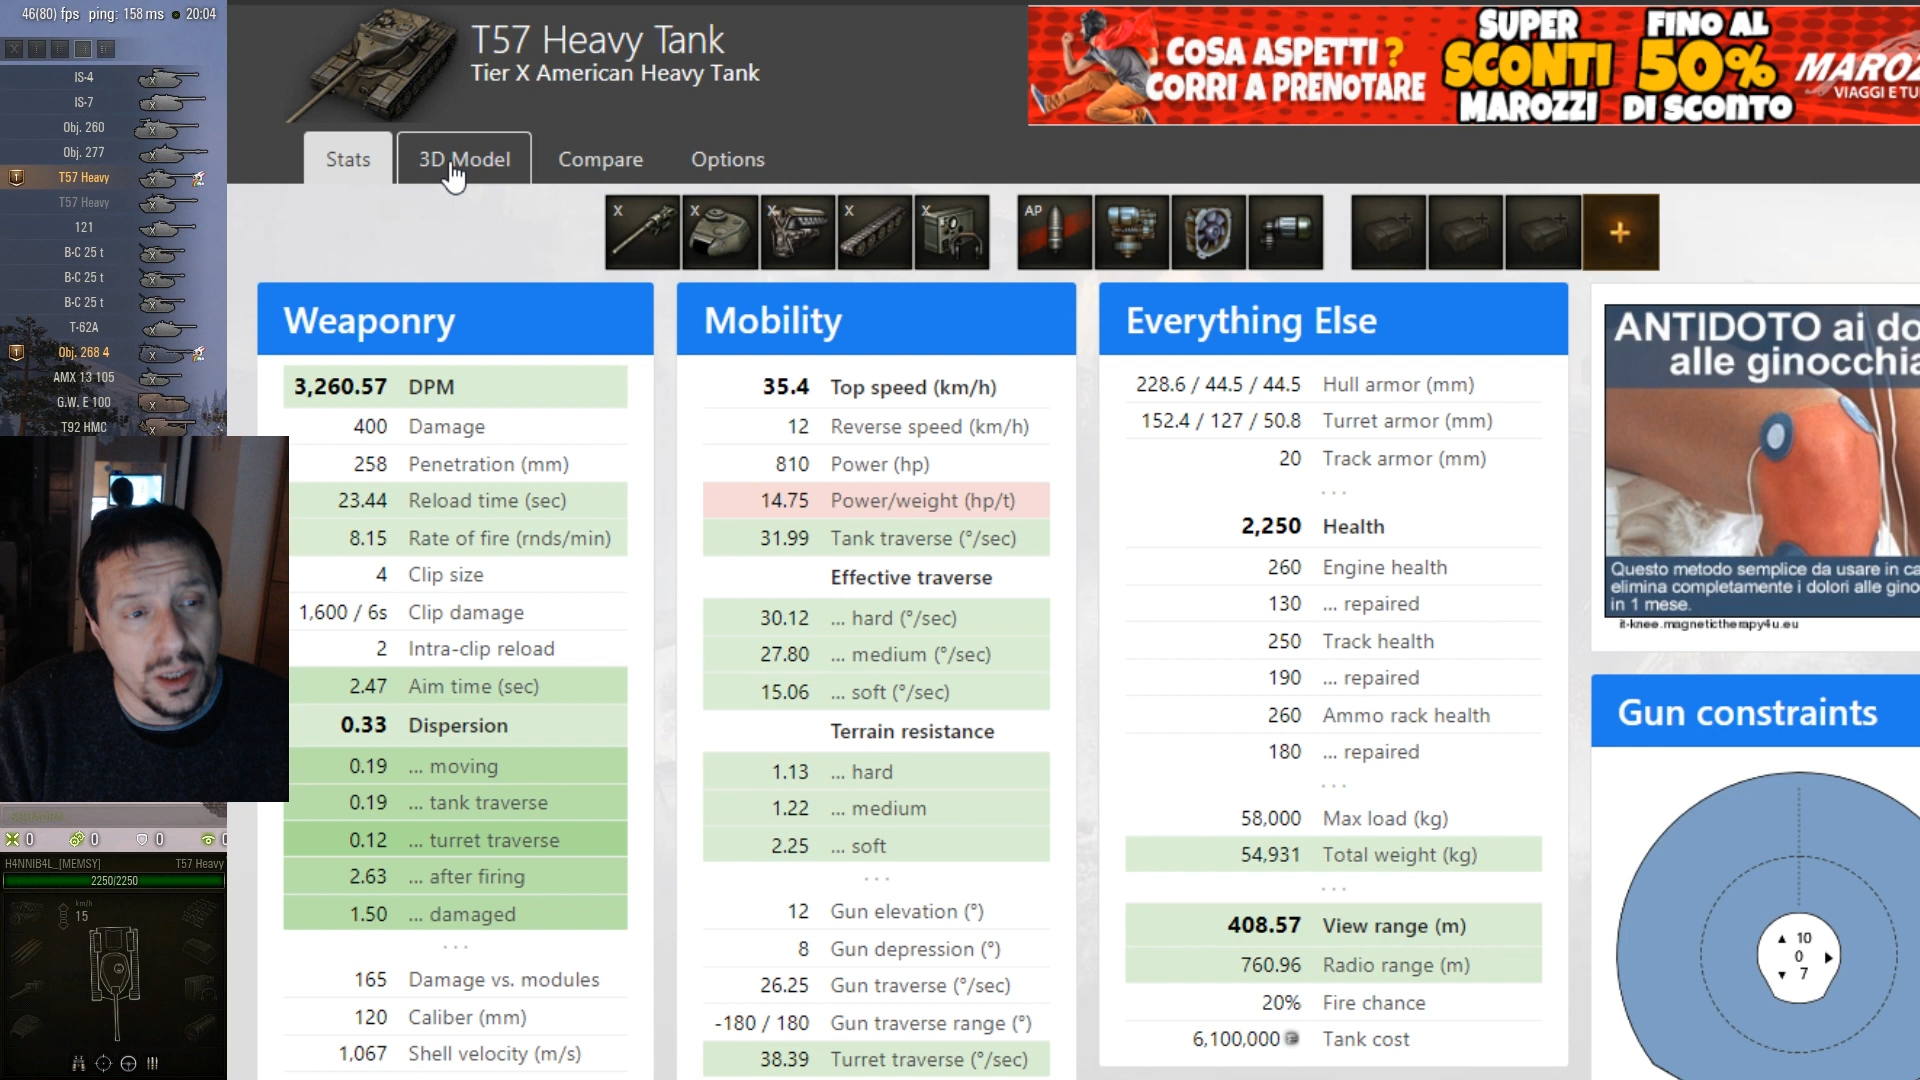 46(80) fps ping: 158 ms 20:04
IS-4
IS-7
Obj. 260
Obj. 277
T57 Heavy
T57 Heavy
121
B-C 25 t
B-C 25 t
B-C 25 t
T-62A
Obj. 268 4
AMX 13 105
G.W. E 100
T92 HMC
0 0 0
H4NNIB4L_[MEMSY] T57 Heavy
2250/2250
km/h
15
T57 Heavy Tank
Tier X American Heavy Tank
COSA ASPETTI ?
CORRI A PRENOTARE
SUPER
SCONTI
MAROZZI
FINO AL
50%
DI SCONTO
VIAGGI E
Stats
3D Model
Compare
Options
X X X X X AP
Weaponry
3,260.57 DPM
400 Damage
258 Penetration (mm)
23.44 Reload time (sec)
8.15 Rate of fire (rnds/min)
4 Clip size
1,600 / 6s Clip damage
2 Intra-clip reload
2.47 Aim time (sec)
0.33 Dispersion
0.19 ... moving
0.19 ... tank traverse
0.12 ... turret traverse
2.63 ... after firing
1.50 ... damaged
...
165 Damage vs. modules
120 Caliber (mm)
1,067 Shell velocity (m/s)
Mobility
35.4 Top speed (km/h)
12 Reverse speed (km/h)
810 Power (hp)
14.75 Power/weight (hp/t)
31.99 Tank traverse (°/sec)
Effective traverse
30.12 ... hard (°/sec)
27.80 ... medium (°/sec)
15.06 ... soft (°/sec)
Terrain resistance
1.13 ... hard
1.22 ... medium
2.25 ... soft
...
12 Gun elevation (°)
8 Gun depression (°)
26.25 Gun traverse (°/sec)
-180 / 180 Gun traverse range (°)
38.39 Turret traverse (°/sec)
Everything Else
228.6 / 44.5 / 44.5 Hull armor (mm)
152.4 / 127 / 50.8 Turret armor (mm)
20 Track armor (mm)
...
2,250 Health
260 Engine health
130 ... repaired
250 Track health
190 ... repaired
260 Ammo rack health
180 ... repaired
...
58,000 Max load (kg)
54,931 Total weight (kg)
...
408.57 View range (m)
760.96 Radio range (m)
20% Fire chance
6,100,000 Tank cost
ANTIDOTO ai do
alle ginocchia
Questo metodo semplice da usare in ca
elimina completamente i dolori alle gino
in 1 mese.
it-knee.magnetictherapy4u.eu
Gun constraints
10
0
7